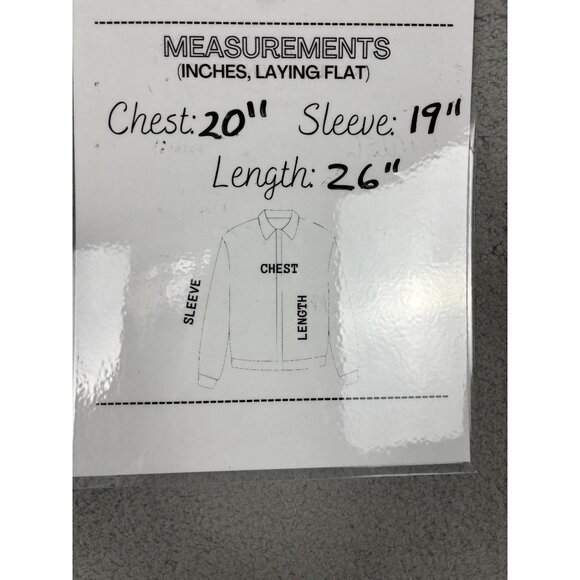 MEASUREMENTS
(INCHES, LAYING FLAT)
Chest: 20" Sleeve: 19"
Length: 26"
CHEST
SLEEVE
LENGTH